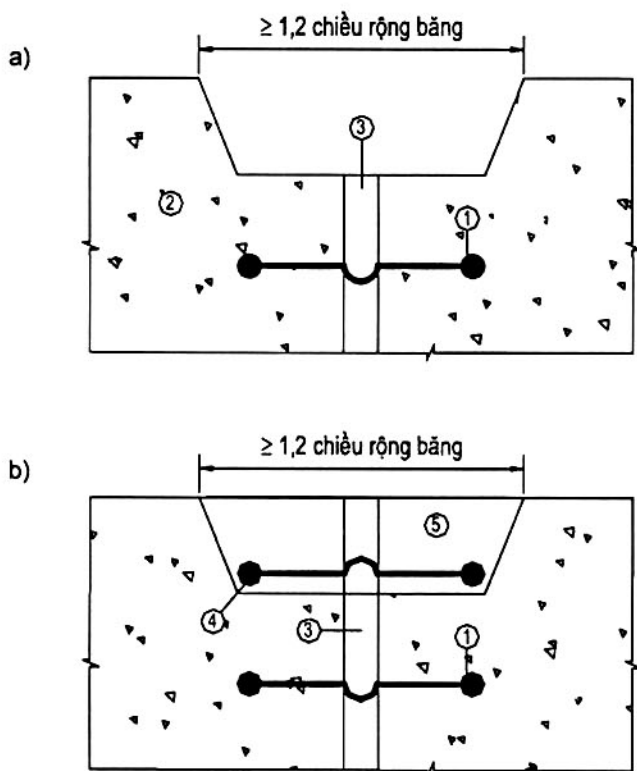 ≥ 1,2 chiều rộng băng
a)
③
②
①
≥ 1,2 chiều rộng băng
b)
⑤
④
③
①